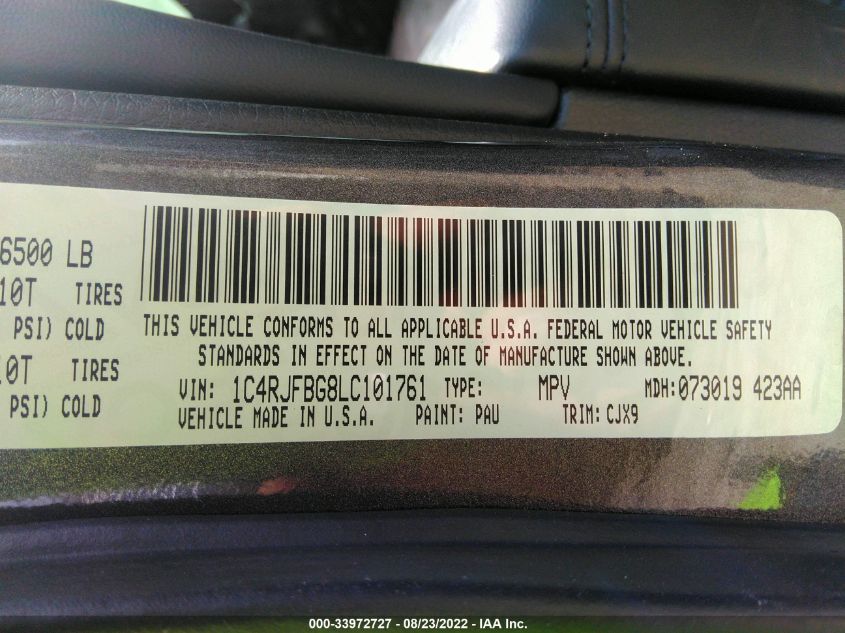 6500 LB
10T TIRES
PSI) COLD
0T TIRES
PSI) COLD
THIS VEHICLE CONFORMS TO ALL APPLICABLE U.S.A. FEDERAL MOTOR VEHICLE SAFETY
STANDARDS IN EFFECT ON THE DATE OF MANUFACTURE SHOWN ABOVE.
VIN: 1C4RJFBG8LC101761 TYPE: MPV MDH:073019 423AA
VEHICLE MADE IN U.S.A. PAINT: PAU TRIM:CJX9
000-33972727 - 08/23/2022 - IAA Inc.